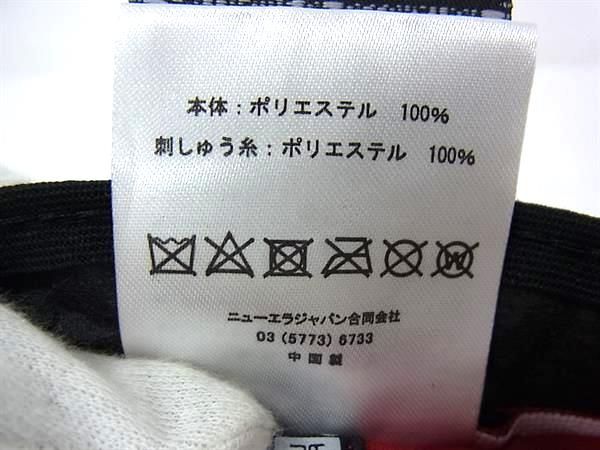 本体：ポリエステル 100%
刺しゅう糸：ポリエステル 100%
ニューエラジャパン合同会社
03 (5773) 6733
中国製